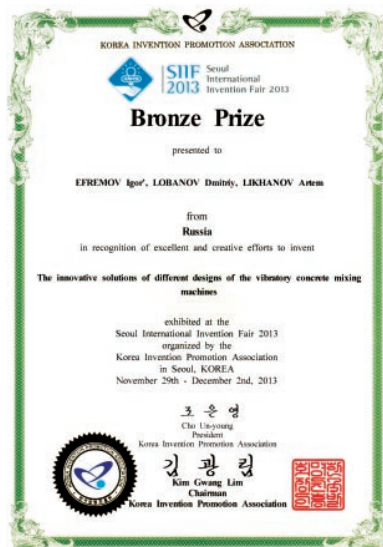 KOREA INVENTION PROMOTION ASSOCIATION
SIIF Seoul
2013 International
Invention Fair 2013
Bronze Prize
presented to
EFREMOV Igor', LOBANOV Dmitriy, LIKHANOV Artem
from
Russia
in recognition of excellent and creative efforts to invent
The innovative solutions of different designs of the vibratory concrete mixing
machines
exhibited at the
Seoul International Invention Fair 2013
organized by the
Korea Invention Promotion Association
in Seoul, KOREA
November 29th - December 2nd, 2013
조 은 영
Cho Un-young
President
Korea Invention Promotion Association
김 광 림
Kim Gwang Lim
Chairman
Korea Invention Promotion Association